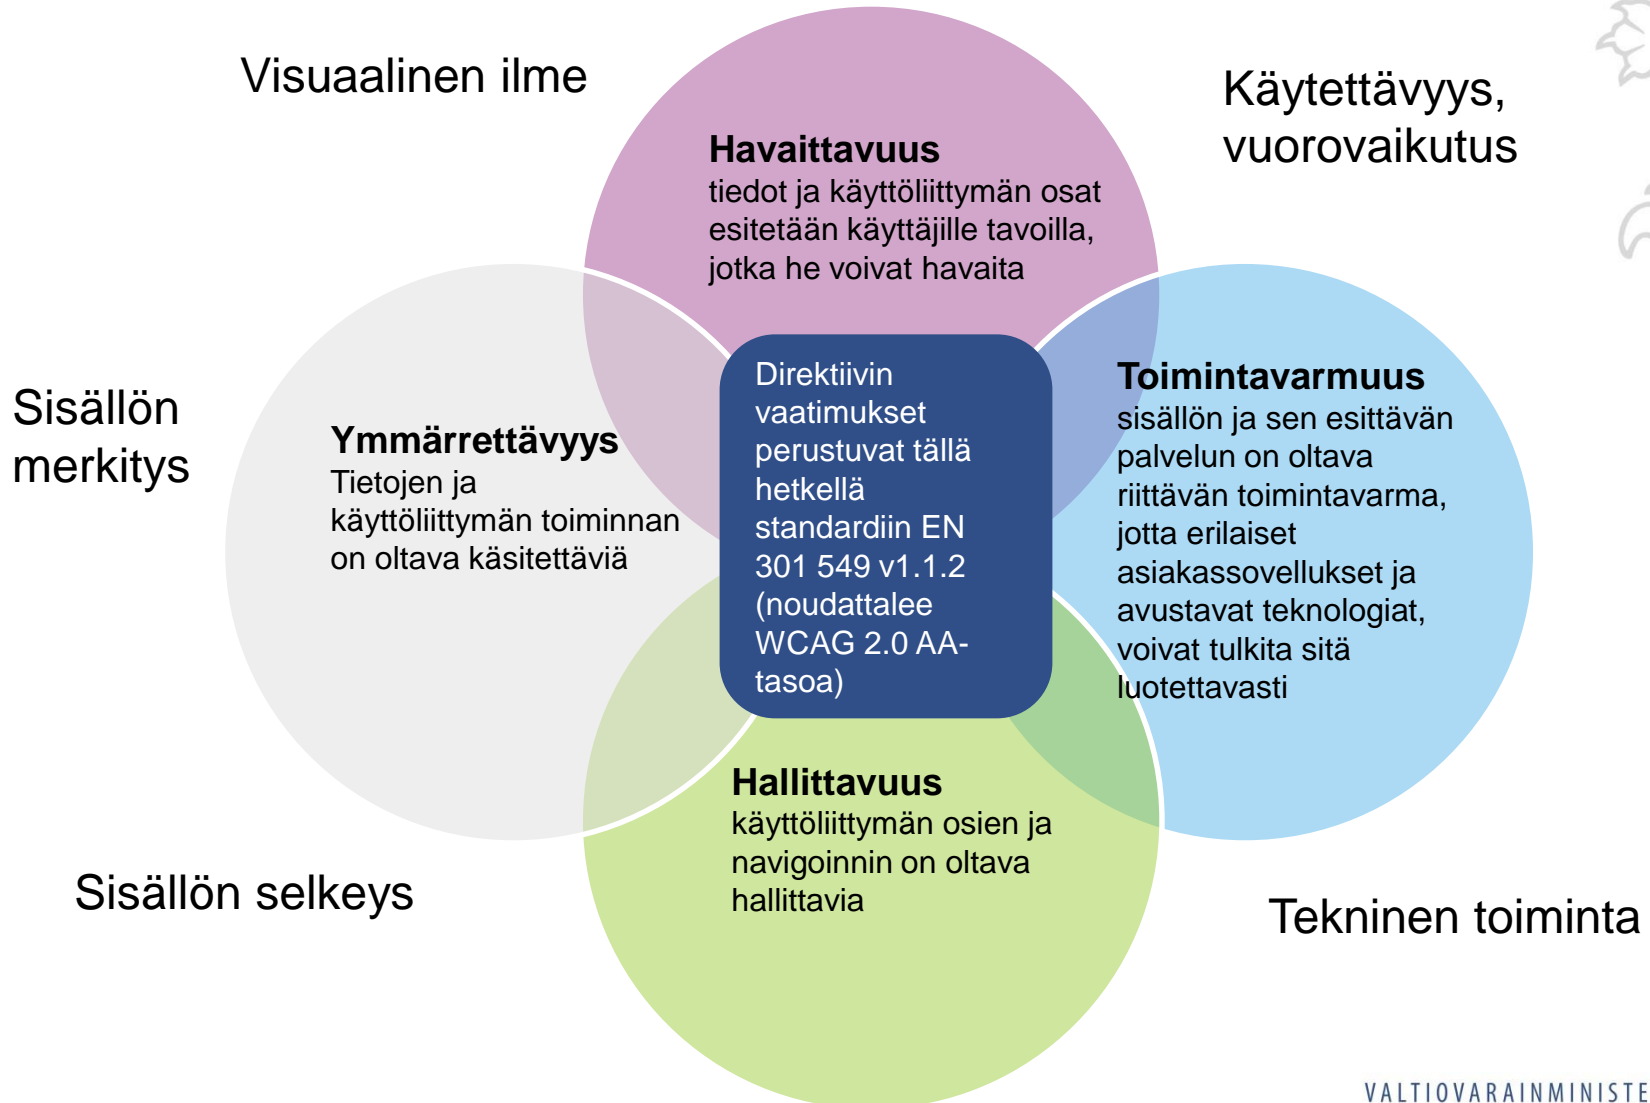 Visuaalinen ilme
Käytettävyys,
vuorovaikutus
Havaittavuus
tiedot ja käyttöliittymän osat
esitetään käyttäjille tavoilla,
jotka he voivat havaita
Sisällön
merkitys
Ymmärrettävyys
Tietojen ja
käyttöliittymän toiminnan
on oltava käsitettäviä
Direktiivin
vaatimukset
perustuvat tällä
hetkellä
standardiin EN
301 549 v1.1.2
(noudattalee
WCAG 2.0 AA-
tasoa)
Toimintavarmuus
sisällön ja sen esittävän
palvelun on oltava
riittävän toimintavarma,
jotta erilaiset
asiakassovellukset ja
avustavat teknologiat,
voivat tulkita sitä
luotettavasti
Hallittavuus
käyttöliittymän osien ja
navigoinnin on oltava
hallittavia
Sisällön selkeys
Tekninen toiminta
VALTIOVARAINMINISTE